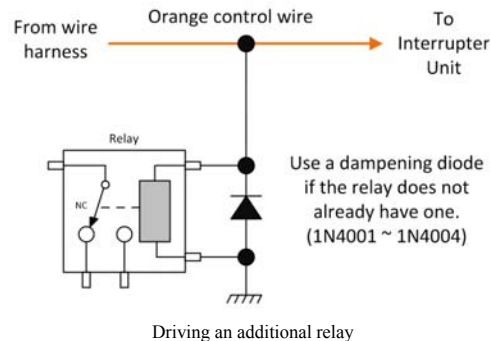 From wire
harness
Orange control wire
To
Interrupter
Unit
Relay
NC
Use a dampening diode
if the relay does not
already have one.
(1N4001 ~ 1N4004)
Driving an additional relay